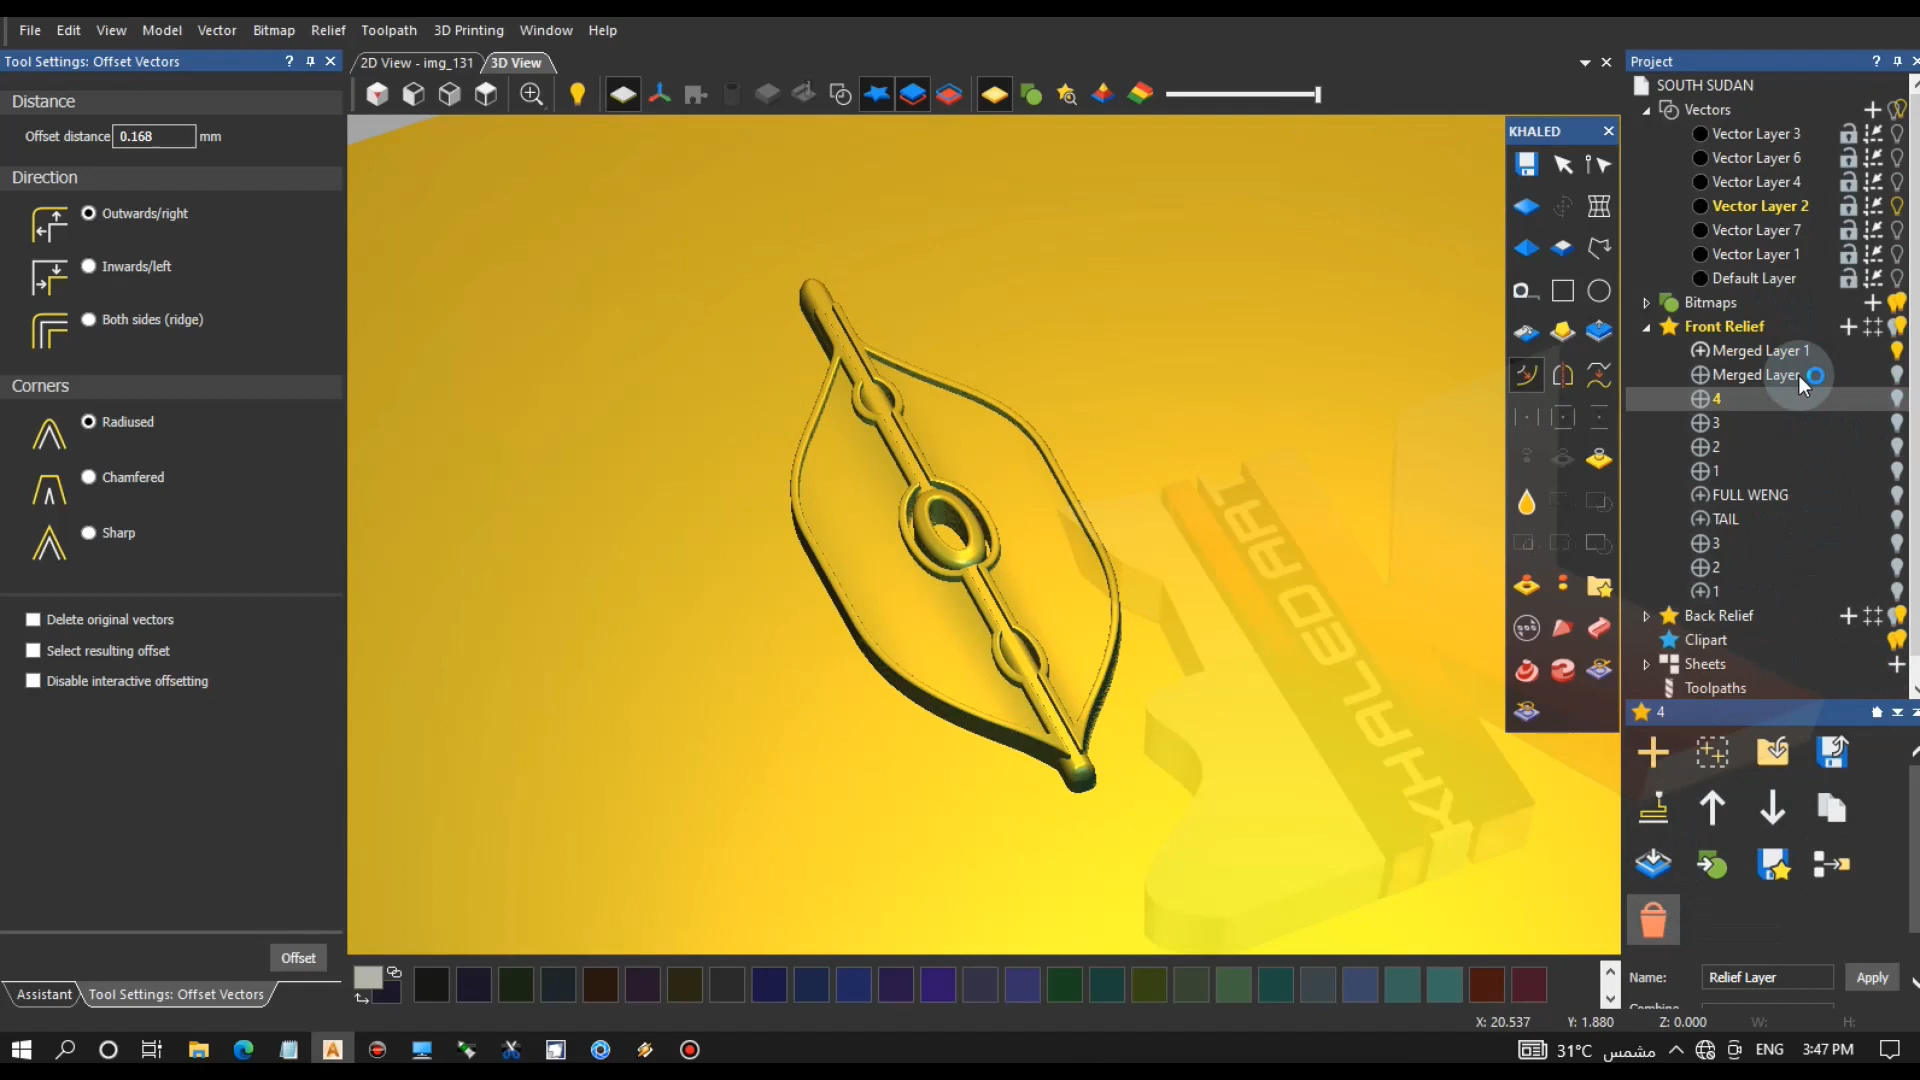 File Edit View Model Vector Bitmap Relief Toolpath 3D Printing Window Help
Tool Settings: Offset Vectors ?
2D View - img_131 3D View
Project ?
Distance
Offset distance 0.168 mm
Direction
Outwards/right
Inwards/left
Both sides (ridge)
Corners
Radiused
Chamfered
Sharp
Delete original vectors
Select resulting offset
Disable interactive offsetting
Offset
Assistant Tool Settings: Offset Vectors
KHALED
KHALEDART
SOUTH SUDAN
Vectors
Vector Layer 3
Vector Layer 6
Vector Layer 4
Vector Layer 2
Vector Layer 7
Vector Layer 1
Default Layer
Bitmaps
Front Relief
Merged Layer 1
Merged Layer
4
3
2
1
FULL WENG
TAIL
3
2
1
Back Relief
Clipart
Sheets
Toolpaths
4
Name: Relief Layer Apply
X: 20.537 Y: 1.880 Z: 0.000 W: H:
31°C مشمس ENG 3:47 PM